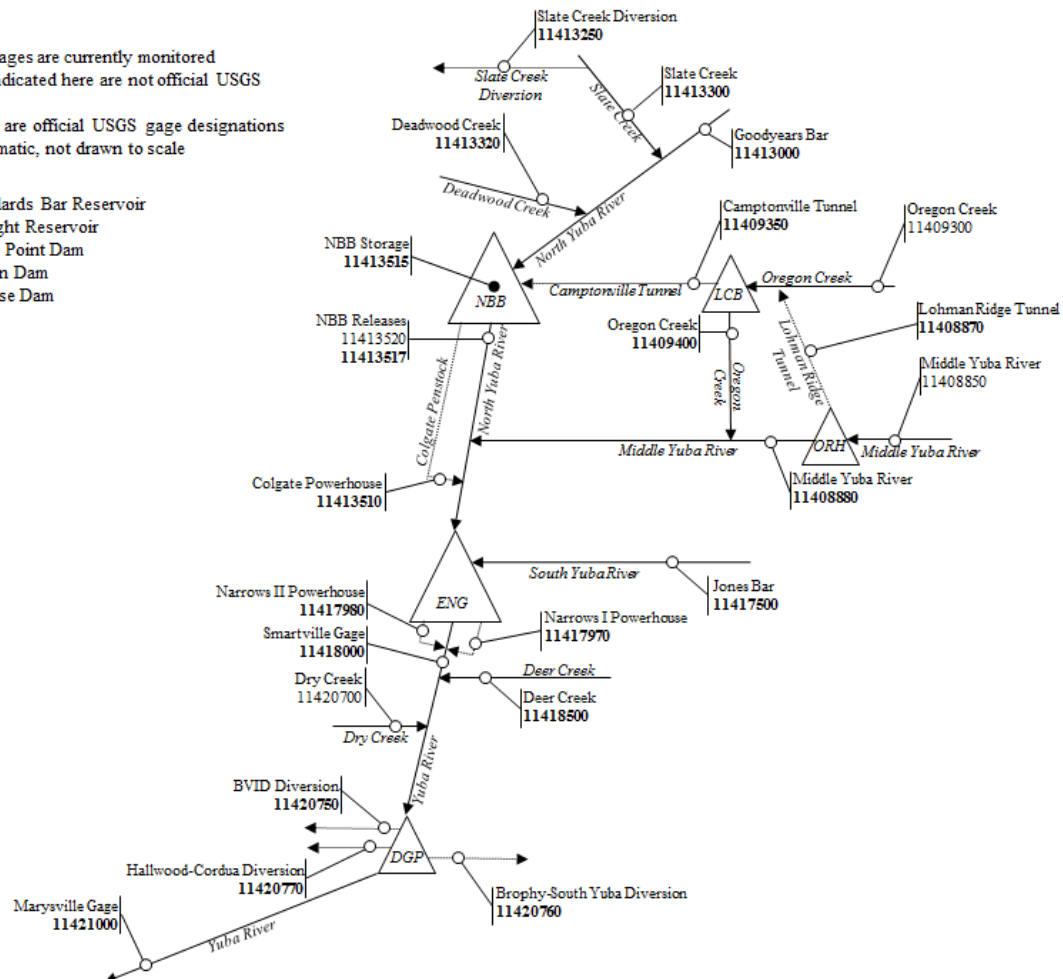 Slate Creek Diversion
11413250
ages are currently monitored
ndicated here are not official USGS
are official USGS gage designations
matic, not drawn to scale
lards Bar Reservoir
ght Reservoir
Point Dam
n Dam
se Dam
Slate Creek
Diversion
Slate Creek
Slate Creek
11413300
Deadwood Creek
11413320
Goodyears Bar
11413000
Deadwood Creek
North Yuba River
Camptonville Tunnel
11409350
Oregon Creek
11409300
NBB Storage
11413515
NBB
Camptonville Tunnel
LCB
Oregon Creek
NBB Releases
11413520
11413517
Oregon Creek
11409400
Lohman Ridge Tunnel
11408870
Lohman Ridge
Tunnel
Middle Yuba River
11408850
Colgate Penstock
North Yuba River
Oregon
Creek
Middle Yuba River
ORH
Middle Yuba River
Colgate Powerhouse
11413510
Middle Yuba River
11408880
South Yuba River
Jones Bar
11417500
Narrows II Powerhouse
11417980
ENG
Narrows I Powerhouse
11417970
Smartville Gage
11418000
Dry Creek
11420700
Deer Creek
Deer Creek
11418500
Dry Creek
Yuba River
BVID Diversion
11420750
DGP
Hallwood-Cordua Diversion
11420770
Brophy-South Yuba Diversion
11420760
Marysville Gage
11421000
Yuba River